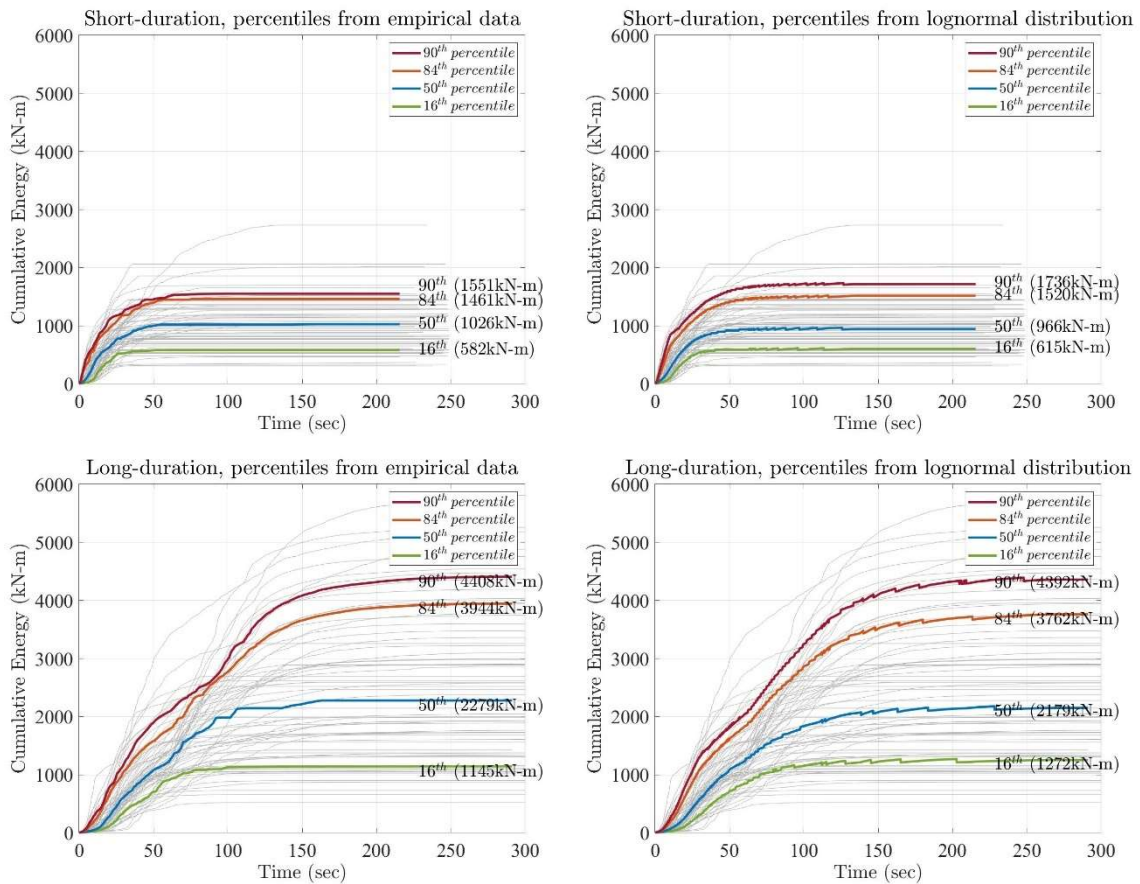 Short-duration, percentiles from empirical data
6000
5000
4000
3000
2000
1000
0
Cumulative Energy (kN-m)
90th percentile
84th percentile
50th percentile
16th percentile
90th (1551kN-m)
84th (1461kN-m)
50th (1026kN-m)
16th (582kN-m)
0 50 100 150 200 250 300
Time (sec)
Short-duration, percentiles from lognormal distribution
6000
5000
4000
3000
2000
1000
0
Cumulative Energy (kN-m)
90th percentile
84th percentile
50th percentile
16th percentile
90th (1736kN-m)
84th (1520kN-m)
50th (966kN-m)
16th (615kN-m)
0 50 100 150 200 250 300
Time (sec)
Long-duration, percentiles from empirical data
6000
5000
4000
3000
2000
1000
0
Cumulative Energy (kN-m)
90th percentile
84th percentile
50th percentile
16th percentile
90th (4408kN-m)
84th (3944kN-m)
50th (2279kN-m)
16th (1145kN-m)
0 50 100 150 200 250 300
Time (sec)
Long-duration, percentiles from lognormal distribution
6000
5000
4000
3000
2000
1000
0
Cumulative Energy (kN-m)
90th percentile
84th percentile
50th percentile
16th percentile
90th (4392kN-m)
84th (3762kN-m)
50th (2179kN-m)
16th (1272kN-m)
0 50 100 150 200 250 300
Time (sec)